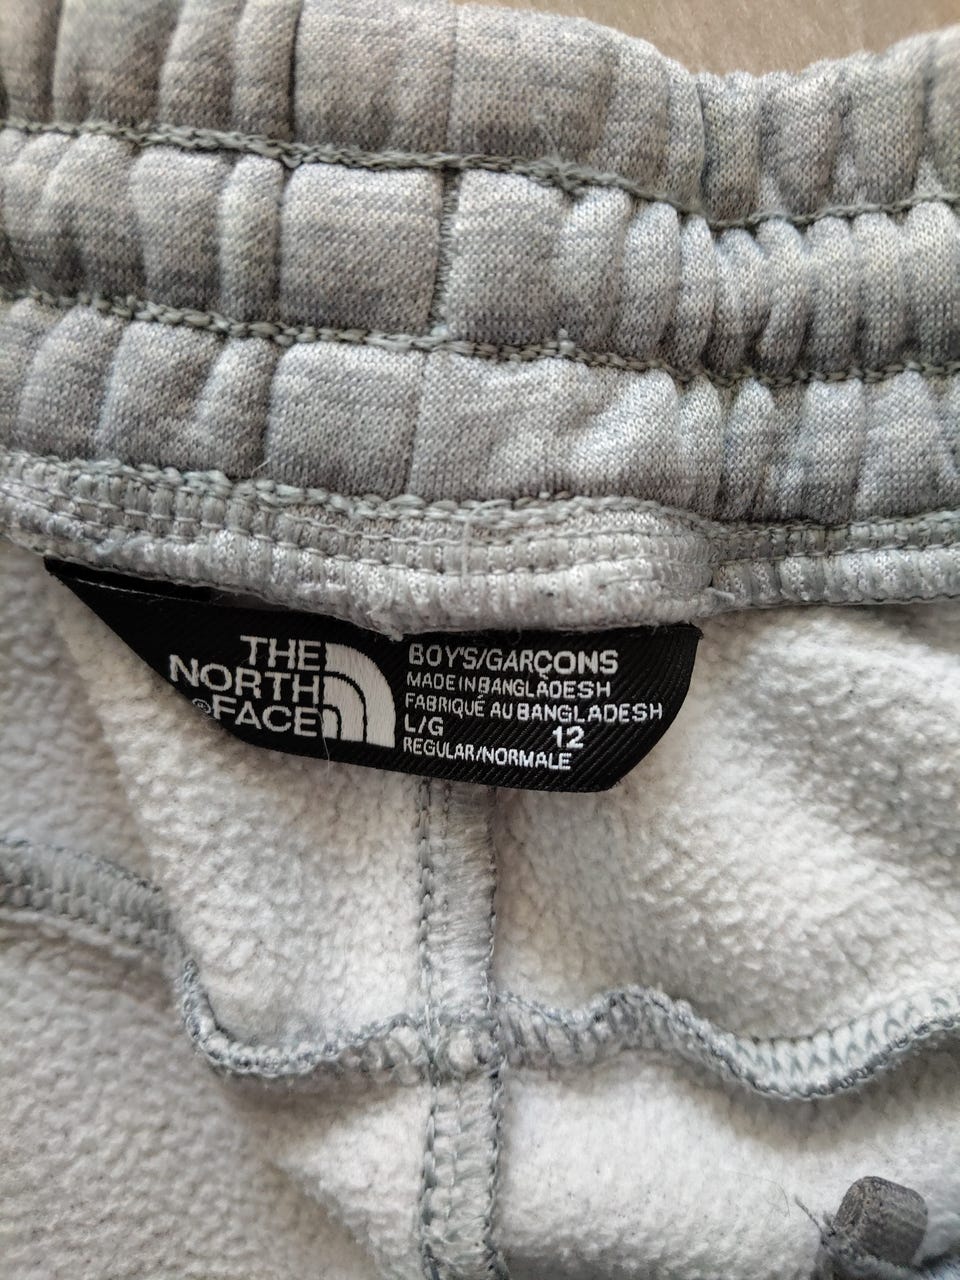 THE
NORTH
®FACE
BOY'S/GARÇONS
MADE IN BANGLADESH
FABRIQUÉ AU BANGLADESH
L/G 12
REGULAR/NORMALE